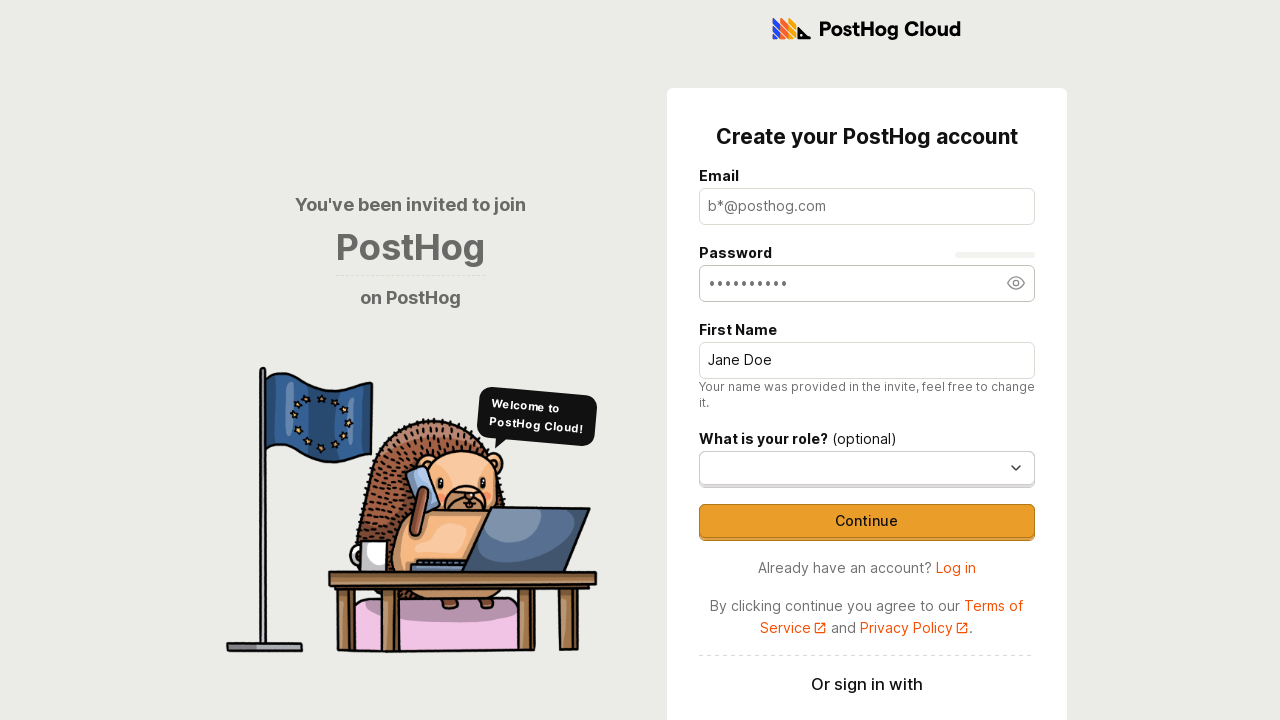 PostHog Cloud
You've been invited to join
PostHog
on PostHog
Welcome to
PostHog Cloud!
Create your PostHog account
Email
b*@posthog.com
Password
••••••••••
First Name
Jane Doe
Your name was provided in the invite, feel free to change
it.
What is your role? (optional)
Continue
Already have an account? Log in
By clicking continue you agree to our Terms of
Service and Privacy Policy.
Or sign in with